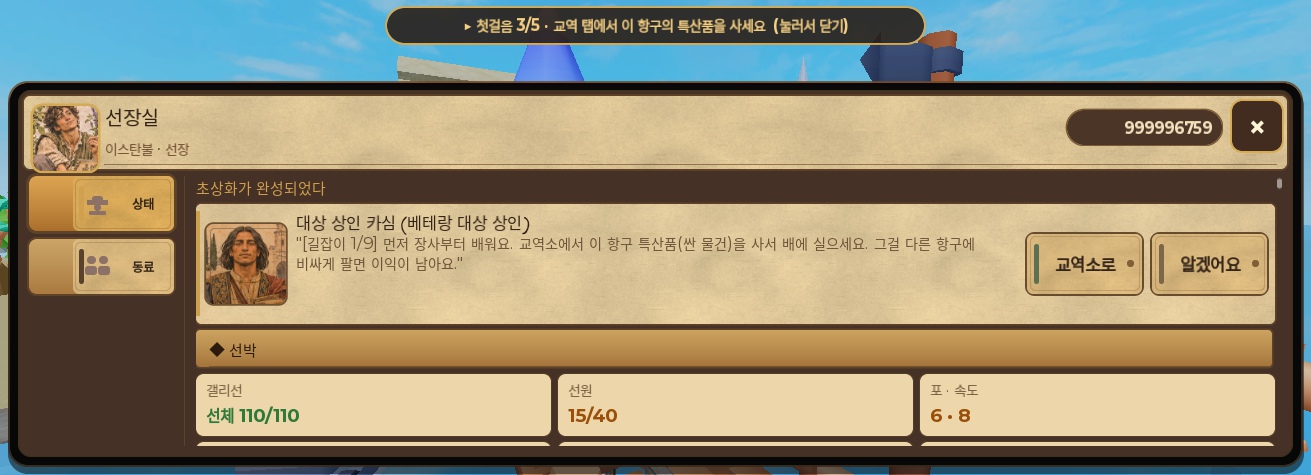 ▸ 첫걸음 3/5 · 교역 탭에서 이 항구의 특산품을 사세요 (눌러서 닫기)
선장실
이스탄불 · 선장
999996759
×
상태
동료
초상화가 완성되었다
대상 상인 카심 (베테랑 대상 상인)
"[길잡이 1/9] 먼저 장사부터 배워요. 교역소에서 이 항구 특산품(싼 물건)을 사서 배에 실으세요. 그걸 다른 항구에
비싸게 팔면 이익이 남아요."
교역소로
알겠어요
◆ 선박
갤리선
선체 110/110
선원
15/40
포 · 속도
6 · 8